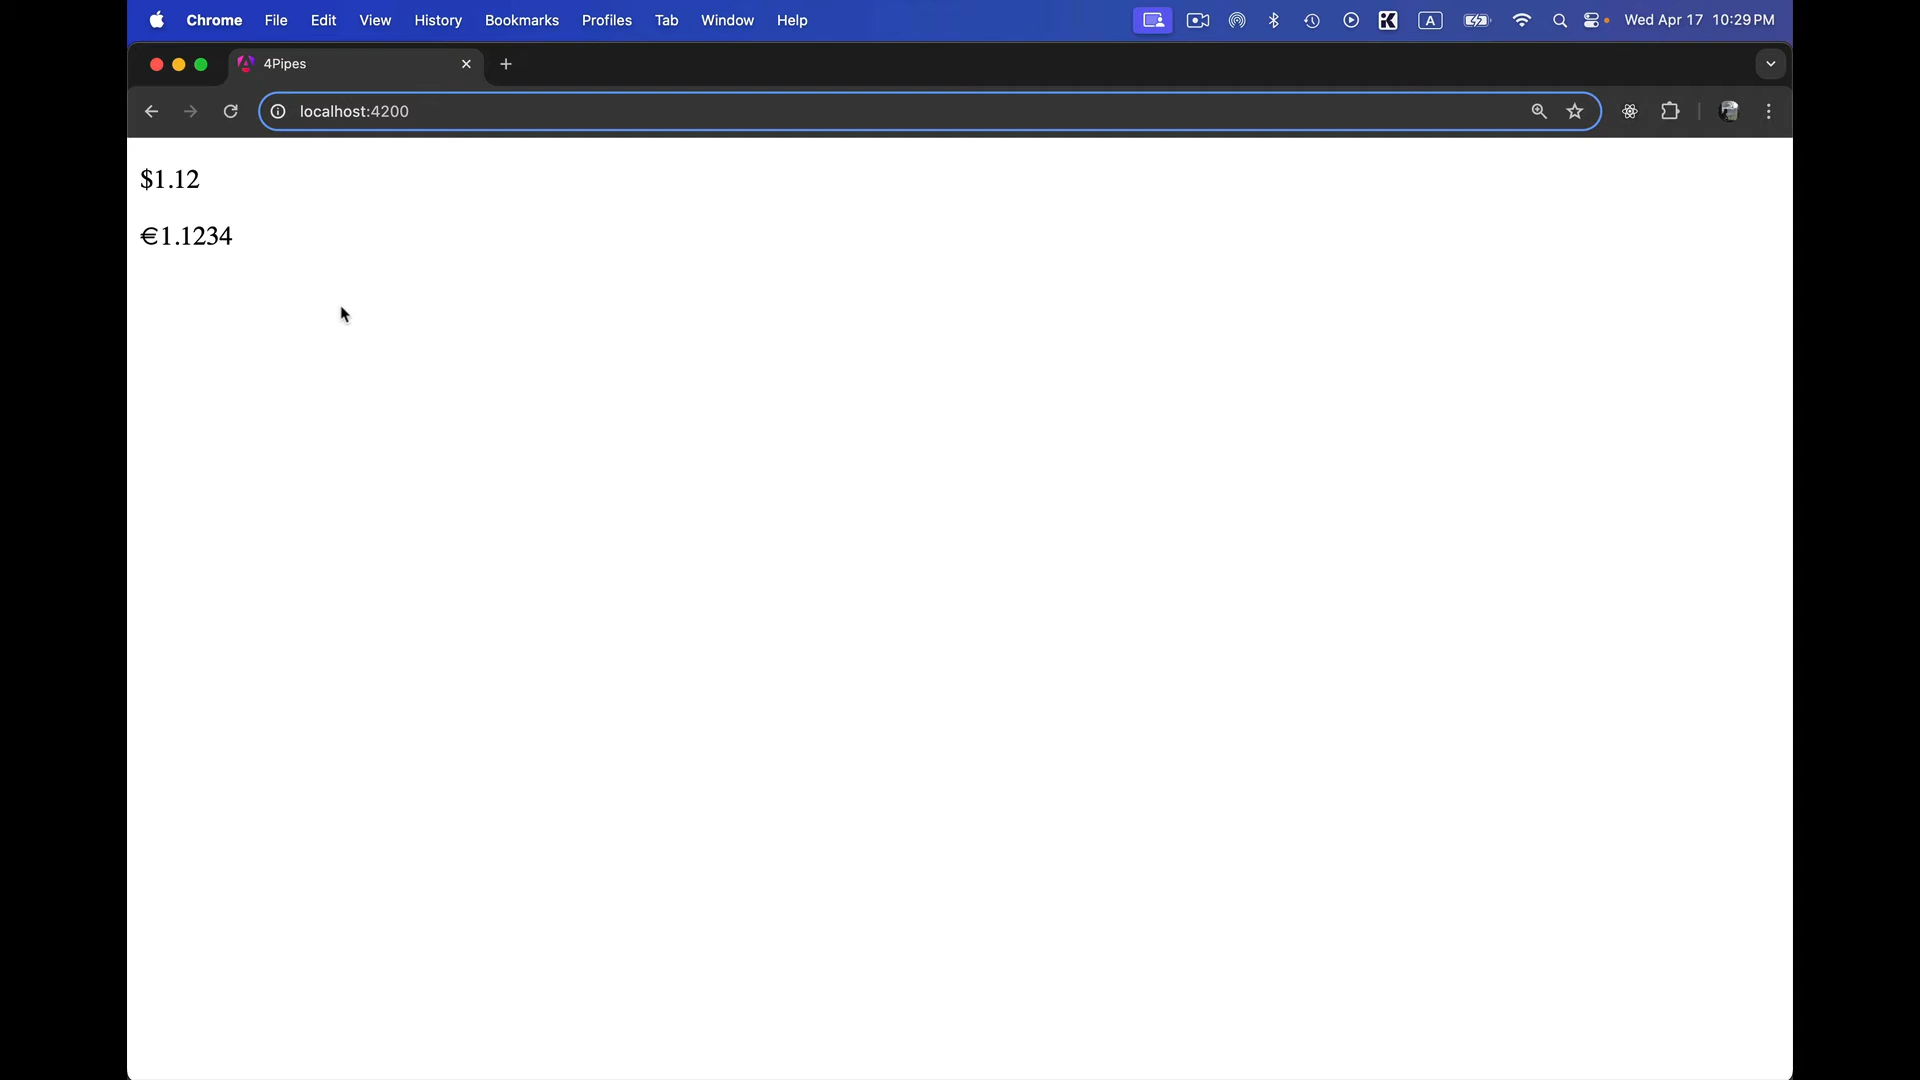 Chrome File Edit View History Bookmarks Profiles Tab Window Help A Wed Apr 17 10:29 PM
4Pipes
localhost:4200
$1.12
€1.1234